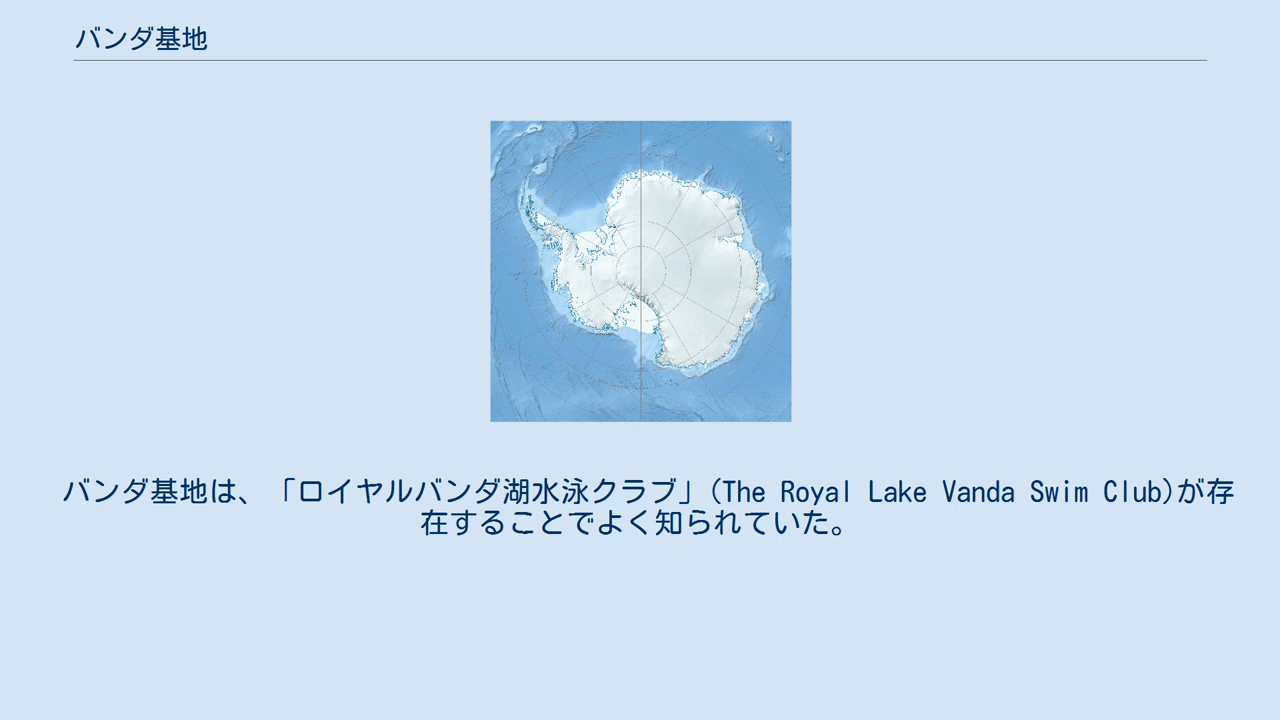 バンダ基地
バンダ基地は、「ロイヤルバンダ湖水泳クラブ」(The Royal Lake Vanda Swim Club)が存
在することでよく知られていた。